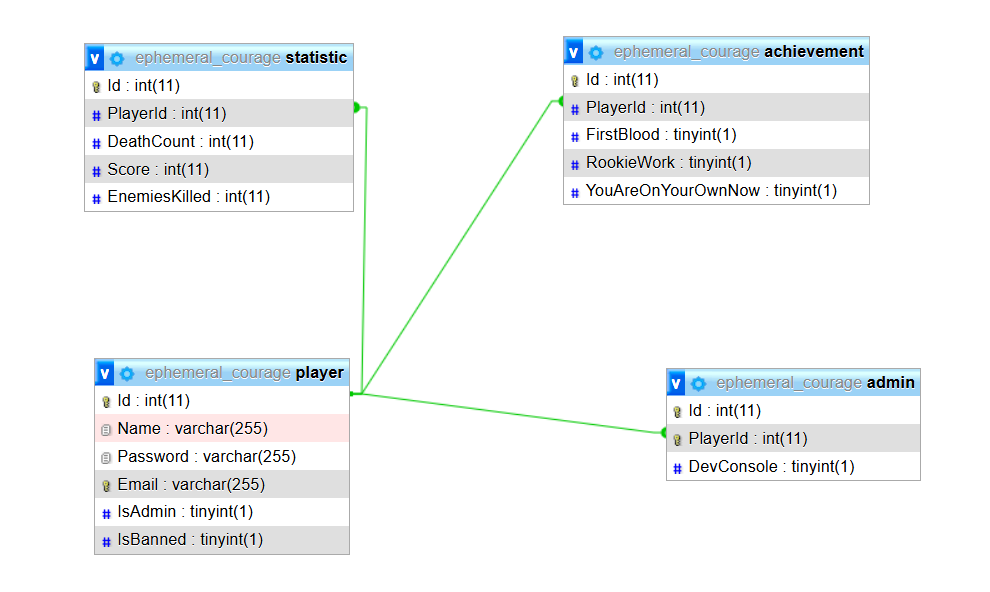 v ephemeral_courage statistic
Id : int(11)
# PlayerId : int(11)
# DeathCount : int(11)
# Score : int(11)
# EnemiesKilled : int(11)
v ephemeral_courage achievement
Id : int(11)
# PlayerId : int(11)
# FirstBlood : tinyint(1)
# RookieWork : tinyint(1)
# YouAreOnYourOwnNow : tinyint(1)
v ephemeral_courage player
Id : int(11)
Name : varchar(255)
Password : varchar(255)
Email : varchar(255)
# IsAdmin : tinyint(1)
# IsBanned : tinyint(1)
v ephemeral_courage admin
Id : int(11)
PlayerId : int(11)
# DevConsole : tinyint(1)